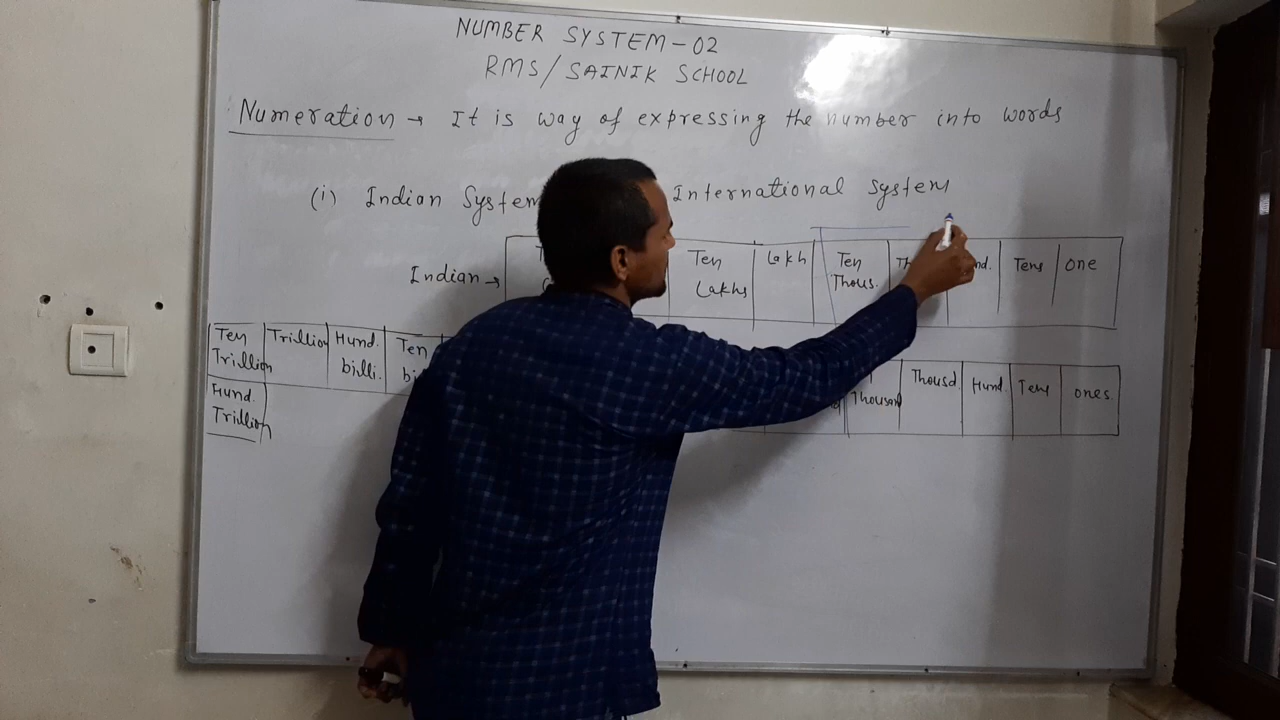 NUMBER SYSTEM-02
RMS/SAINIK SCHOOL
Numeration → It is way of expressing the number into words
(i) Indian System International system
Indian → Ten Lakhs Lakh Ten Thous. Tens One
Ten Trillion Trillion Hund. billi. Ten Thousand Thousd. Hund. Tens ones.
Hund. Trillion